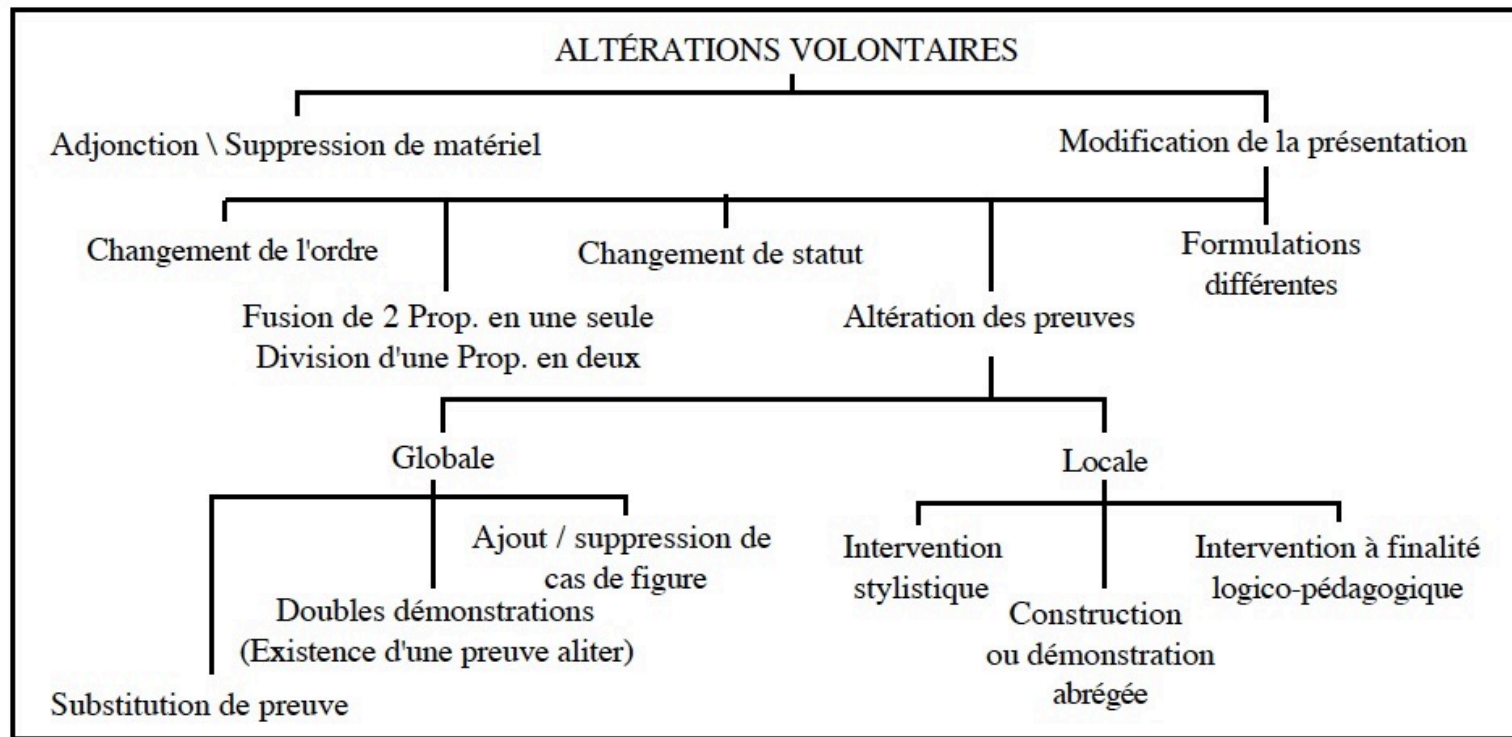 ALTÉRATIONS VOLONTAIRES
Adjonction \ Suppression de matériel
Modification de la présentation
Changement de l'ordre
Fusion de 2 Prop. en une seule
Division d'une Prop. en deux
Changement de statut
Altération des preuves
Formulations
différentes
Globale
Locale
Substitution de preuve
Doubles démonstrations
(Existence d'une preuve aliter)
Ajout / suppression de
cas de figure
Intervention
stylistique
Construction
ou démonstration
abrégée
Intervention à finalité
logico-pédagogique